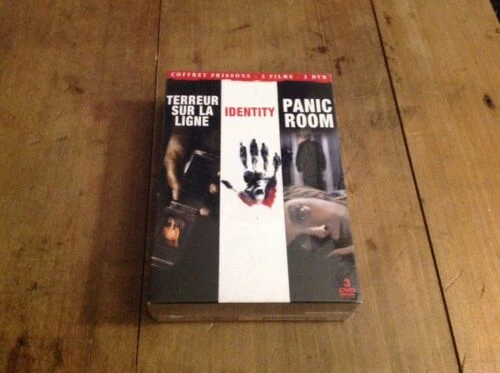 COFFRET FRISSONS - 3 FILMS - 3 DVD
TERREUR
SUR LA
LIGNE
IDENTITY
PANIC
ROOM
3
DVD